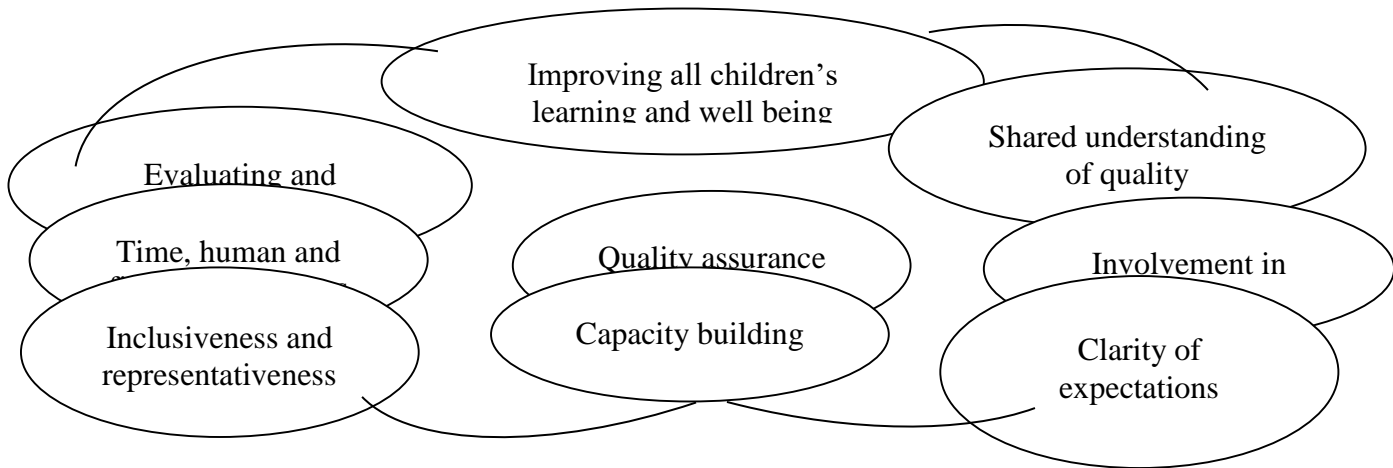 Improving all children’s
learning and well being
Shared understanding
of quality
Evaluating and
Time, human and
Quality assurance
Involvement in
Inclusiveness and
representativeness
Capacity building
Clarity of
expectations